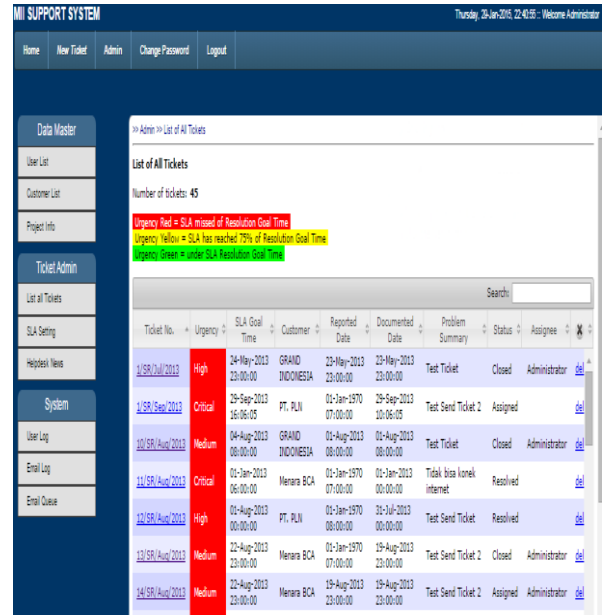 MII SUPPORT SYSTEM
Thursday, 29-Jan-2015, 22:40:55 :: Welcome Administrator
Home New Ticket Admin Change Password Logout
Data Master
User List
Customer List
Project Info
Ticket Admin
List all Tickets
SLA Setting
Helpdesk News
System
User Log
Email Log
Email Queue
>> Admin >> List of All Tickets
List of All Tickets
Number of tickets: 45
Urgency Red = SLA missed of Resolution Goal Time
Urgency Yellow = SLA has reached 75% of Resolution Goal Time
Urgency Green = under SLA Resolution Goal Time
Search:
Ticket No. Urgency SLA Goal Time Customer Reported Date Documented Date Problem Summary Status Assignee X
1/SR/Jul/2013 High 24-May-2013 23:00:00 GRAND INDONESIA 23-May-2013 23:00:00 23-May-2013 23:00:00 Test Ticket Closed Administrator del
1/SR/Sep/2013 Critical 29-Sep-2013 16:06:05 PT. PLN 01-Jan-1970 07:00:00 29-Sep-2013 10:06:05 Test Send Ticket 2 Assigned del
10/SR/Aug/2013 Medium 04-Aug-2013 08:00:00 GRAND INDONESIA 01-Aug-2013 08:00:00 01-Aug-2013 08:00:00 Test Ticket Closed Administrator del
11/SR/Aug/2013 Critical 01-Jan-2013 06:00:00 Menara BCA 01-Jan-1970 07:00:00 01-Jan-2013 00:00:00 Tidak bisa konek internet Resolved del
12/SR/Aug/2013 High 01-Aug-2013 00:00:00 PT. PLN 01-Jan-1970 08:00:00 31-Jul-2013 00:00:00 Test Send Ticket Resolved del
13/SR/Aug/2013 Medium 22-Aug-2013 23:00:00 Menara BCA 01-Jan-1970 07:00:00 19-Aug-2013 23:00:00 Test Send Ticket 2 Closed Administrator del
14/SR/Aug/2013 Medium 22-Aug-2013 23:00:00 Menara BCA 19-Aug-2013 23:00:00 19-Aug-2013 23:00:00 Test Send Ticket 2 Assigned Administrator del